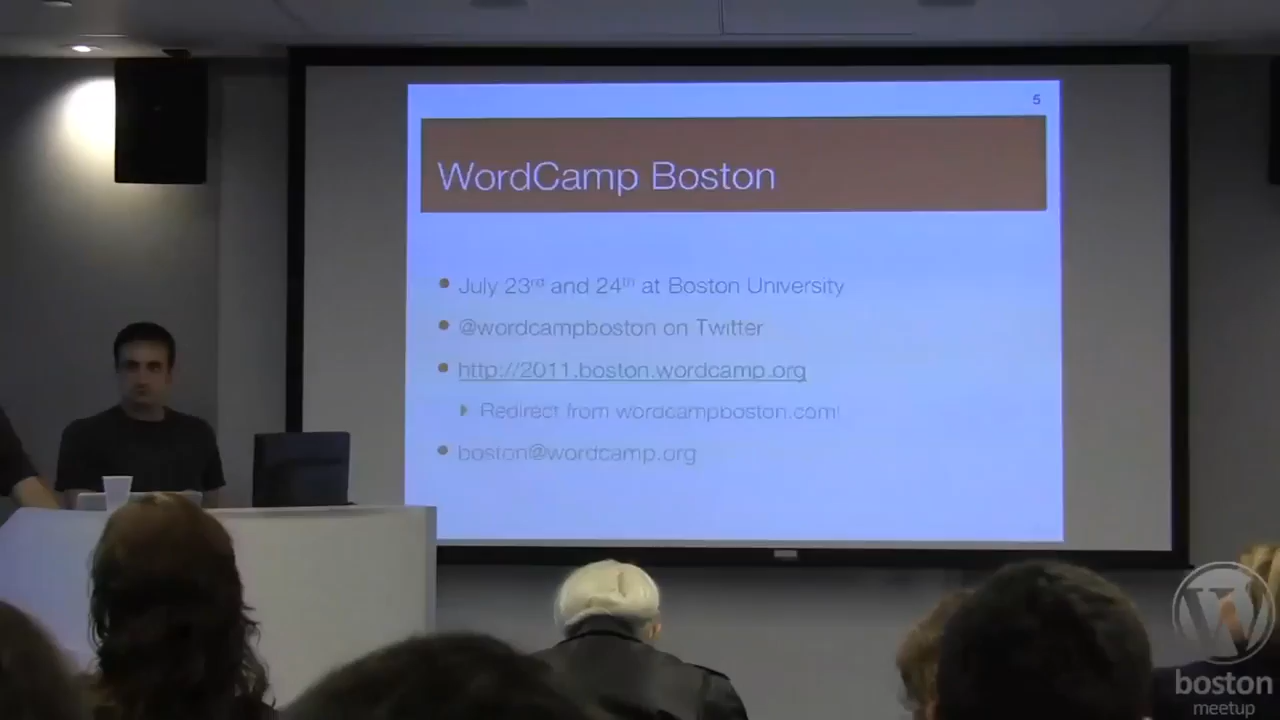 5
WordCamp Boston
July 23rd and 24th at Boston University
@wordcampboston on Twitter
http://2011.boston.wordcamp.org
Redirect from wordcampboston.com!
boston@wordcamp.org
W
boston
meetup